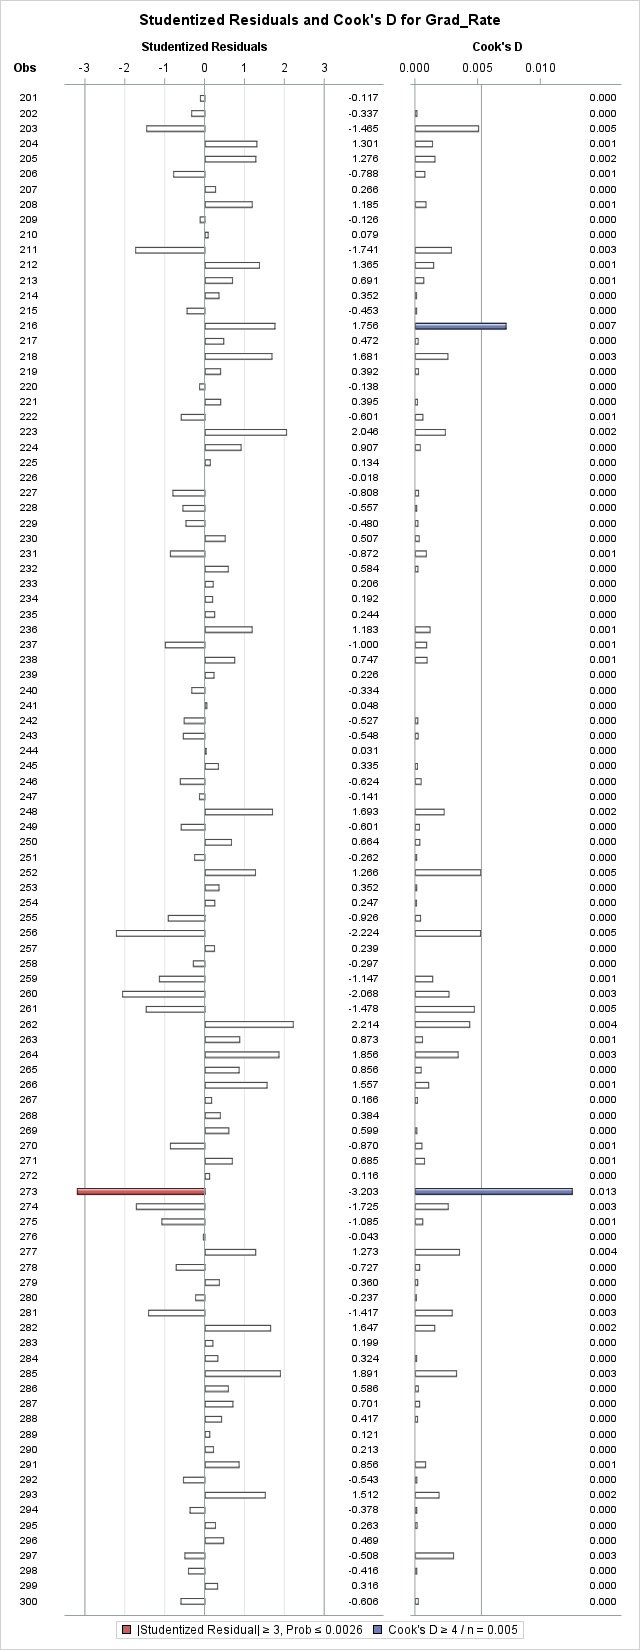 Studentized Residuals and Cook's D for Grad_Rate
Studentized Residuals Cook's D
Obs -3 -2 -1 0 1 2 3 0.000 0.005 0.010
201 -0.117 0.000
202 -0.337 0.000
203 -1.465 0.005
204 1.301 0.001
205 1.276 0.002
206 -0.788 0.001
207 0.266 0.000
208 1.185 0.001
209 -0.126 0.000
210 0.079 0.000
211 -1.741 0.003
212 1.365 0.001
213 0.691 0.001
214 0.352 0.000
215 -0.453 0.000
216 1.756 0.007
217 0.472 0.000
218 1.681 0.003
219 0.392 0.000
220 -0.138 0.000
221 0.395 0.000
222 -0.601 0.001
223 2.046 0.002
224 0.907 0.000
225 0.134 0.000
226 -0.018 0.000
227 -0.808 0.000
228 -0.557 0.000
229 -0.480 0.000
230 0.507 0.000
231 -0.872 0.001
232 0.584 0.000
233 0.206 0.000
234 0.192 0.000
235 0.244 0.000
236 1.183 0.001
237 -1.000 0.001
238 0.747 0.001
239 0.226 0.000
240 -0.334 0.000
241 0.048 0.000
242 -0.527 0.000
243 -0.548 0.000
244 0.031 0.000
245 0.335 0.000
246 -0.624 0.000
247 -0.141 0.000
248 1.693 0.002
249 -0.601 0.000
250 0.664 0.000
251 -0.262 0.000
252 1.266 0.005
253 0.352 0.000
254 0.247 0.000
255 -0.926 0.000
256 -2.224 0.005
257 0.239 0.000
258 -0.297 0.000
259 -1.147 0.001
260 -2.068 0.003
261 -1.478 0.005
262 2.214 0.004
263 0.873 0.001
264 1.856 0.003
265 0.856 0.000
266 1.557 0.001
267 0.166 0.000
268 0.384 0.000
269 0.599 0.000
270 -0.870 0.001
271 0.685 0.001
272 0.116 0.000
273 -3.203 0.013
274 -1.725 0.003
275 -1.085 0.001
276 -0.043 0.000
277 1.273 0.004
278 -0.727 0.000
279 0.360 0.000
280 -0.237 0.000
281 -1.417 0.003
282 1.647 0.002
283 0.199 0.000
284 0.324 0.000
285 1.891 0.003
286 0.586 0.000
287 0.701 0.000
288 0.417 0.000
289 0.121 0.000
290 0.213 0.000
291 0.856 0.001
292 -0.543 0.000
293 1.512 0.002
294 -0.378 0.000
295 0.263 0.000
296 0.469 0.000
297 -0.508 0.003
298 -0.416 0.000
299 0.316 0.000
300 -0.606 0.000
|Studentized Residual| ≥ 3, Prob ≤ 0.0026 Cook's D ≥ 4 / n = 0.005